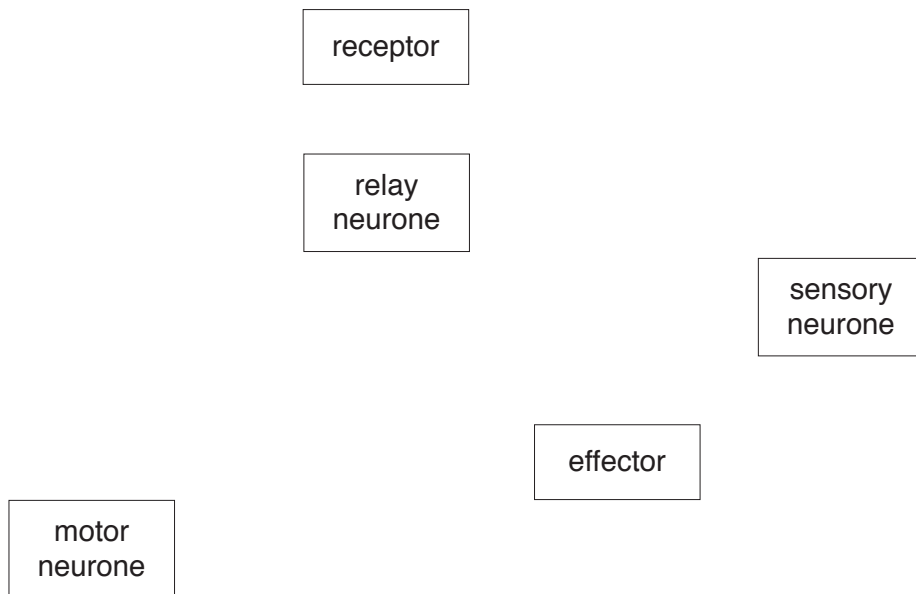 receptor
relay
neurone
sensory
neurone
effector
motor
neurone